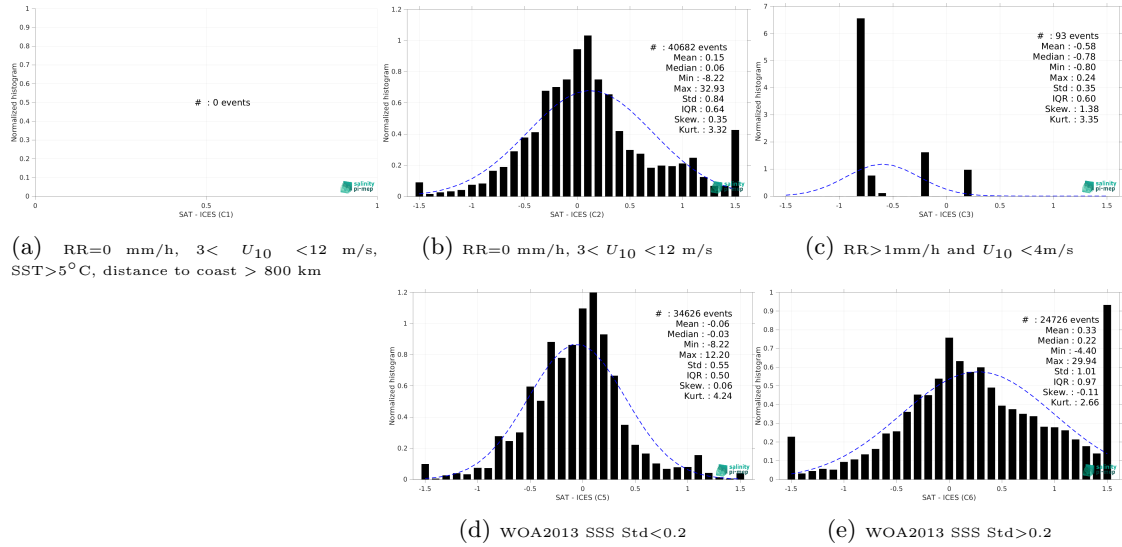 1
0.9
0.8
0.7
0.6
0.5
0.4
0.3
0.2
0.1
0
Normalized histogram
# : 0 events
salinity
pi-mep
0 0.5 1
SAT - ICES (C1)
(a) RR=0 mm/h, 3< U10 <12 m/s,
SST>5°C, distance to coast > 800 km
1.2
1
0.8
0.6
0.4
0.2
0
Normalized histogram
# : 40682 events
Mean : 0.15
Median : 0.06
Min : -8.22
Max : 32.93
Std : 0.84
IQR : 0.64
Skew. : 0.35
Kurt. : 3.32
salinity
pi-mep
-1.5 -1 -0.5 0 0.5 1 1.5
SAT - ICES (C2)
(b) RR=0 mm/h, 3< U10 <12 m/s
7
6
5
4
3
2
1
0
Normalized histogram
# : 93 events
Mean : -0.58
Median : -0.78
Min : -0.80
Max : 0.24
Std : 0.35
IQR : 0.60
Skew. : 1.38
Kurt. : 3.35
salinity
pi-mep
-1.5 -1 -0.5 0 0.5 1 1.5
SAT - ICES (C3)
(c) RR>1mm/h and U10 <4m/s
1.2
1
0.8
0.6
0.4
0.2
0
Normalized histogram
# : 34626 events
Mean : -0.06
Median : -0.03
Min : -8.22
Max : 12.20
Std : 0.55
IQR : 0.50
Skew. : 0.06
Kurt. : 4.24
salinity
pi-mep
-1.5 -1 -0.5 0 0.5 1 1.5
SAT - ICES (C5)
(d) WOA2013 SSS Std<0.2
1
0.9
0.8
0.7
0.6
0.5
0.4
0.3
0.2
0.1
0
Normalized histogram
# : 24726 events
Mean : 0.33
Median : 0.22
Min : -4.40
Max : 29.94
Std : 1.01
IQR : 0.97
Skew. : -0.11
Kurt. : 2.66
salinity
pi-mep
-1.5 -1 -0.5 0 0.5 1 1.5
SAT - ICES (C6)
(e) WOA2013 SSS Std>0.2